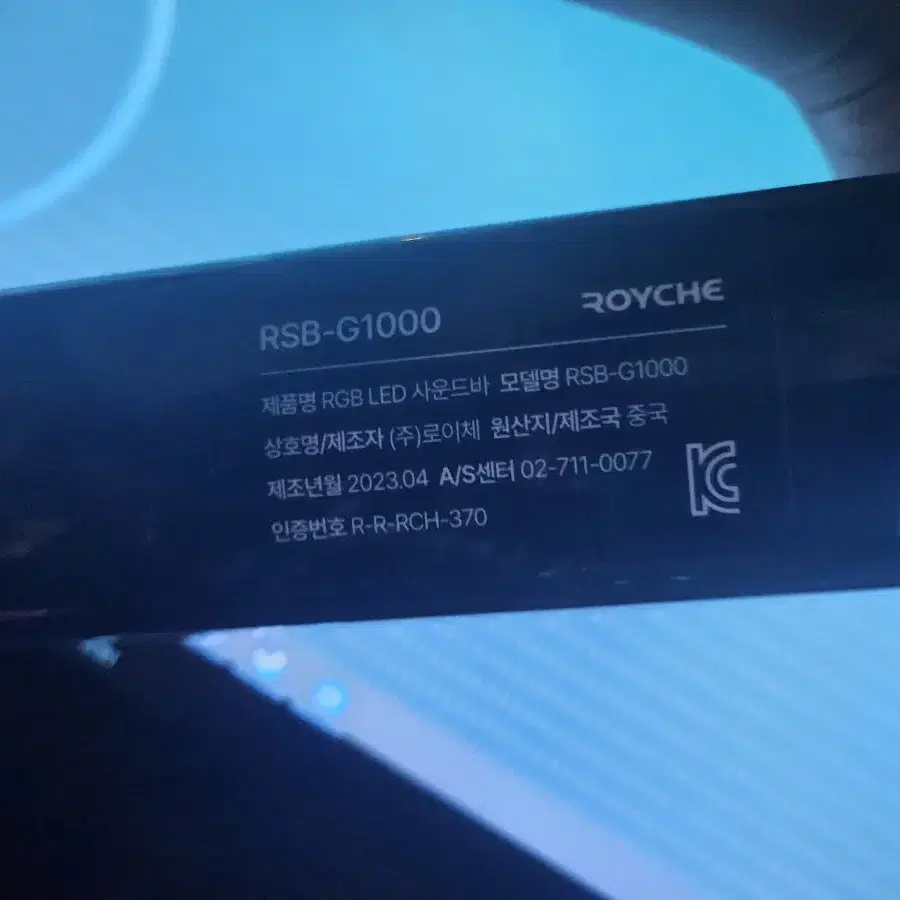 RSB-G1000
ROYCHE
제품명 RGB LED 사운드바 모델명 RSB-G1000
상호명/제조자 (주)로이체 원산지/제조국 중국
제조년월 2023.04 A/S센터 02-711-0077
인증번호 R-R-RCH-370